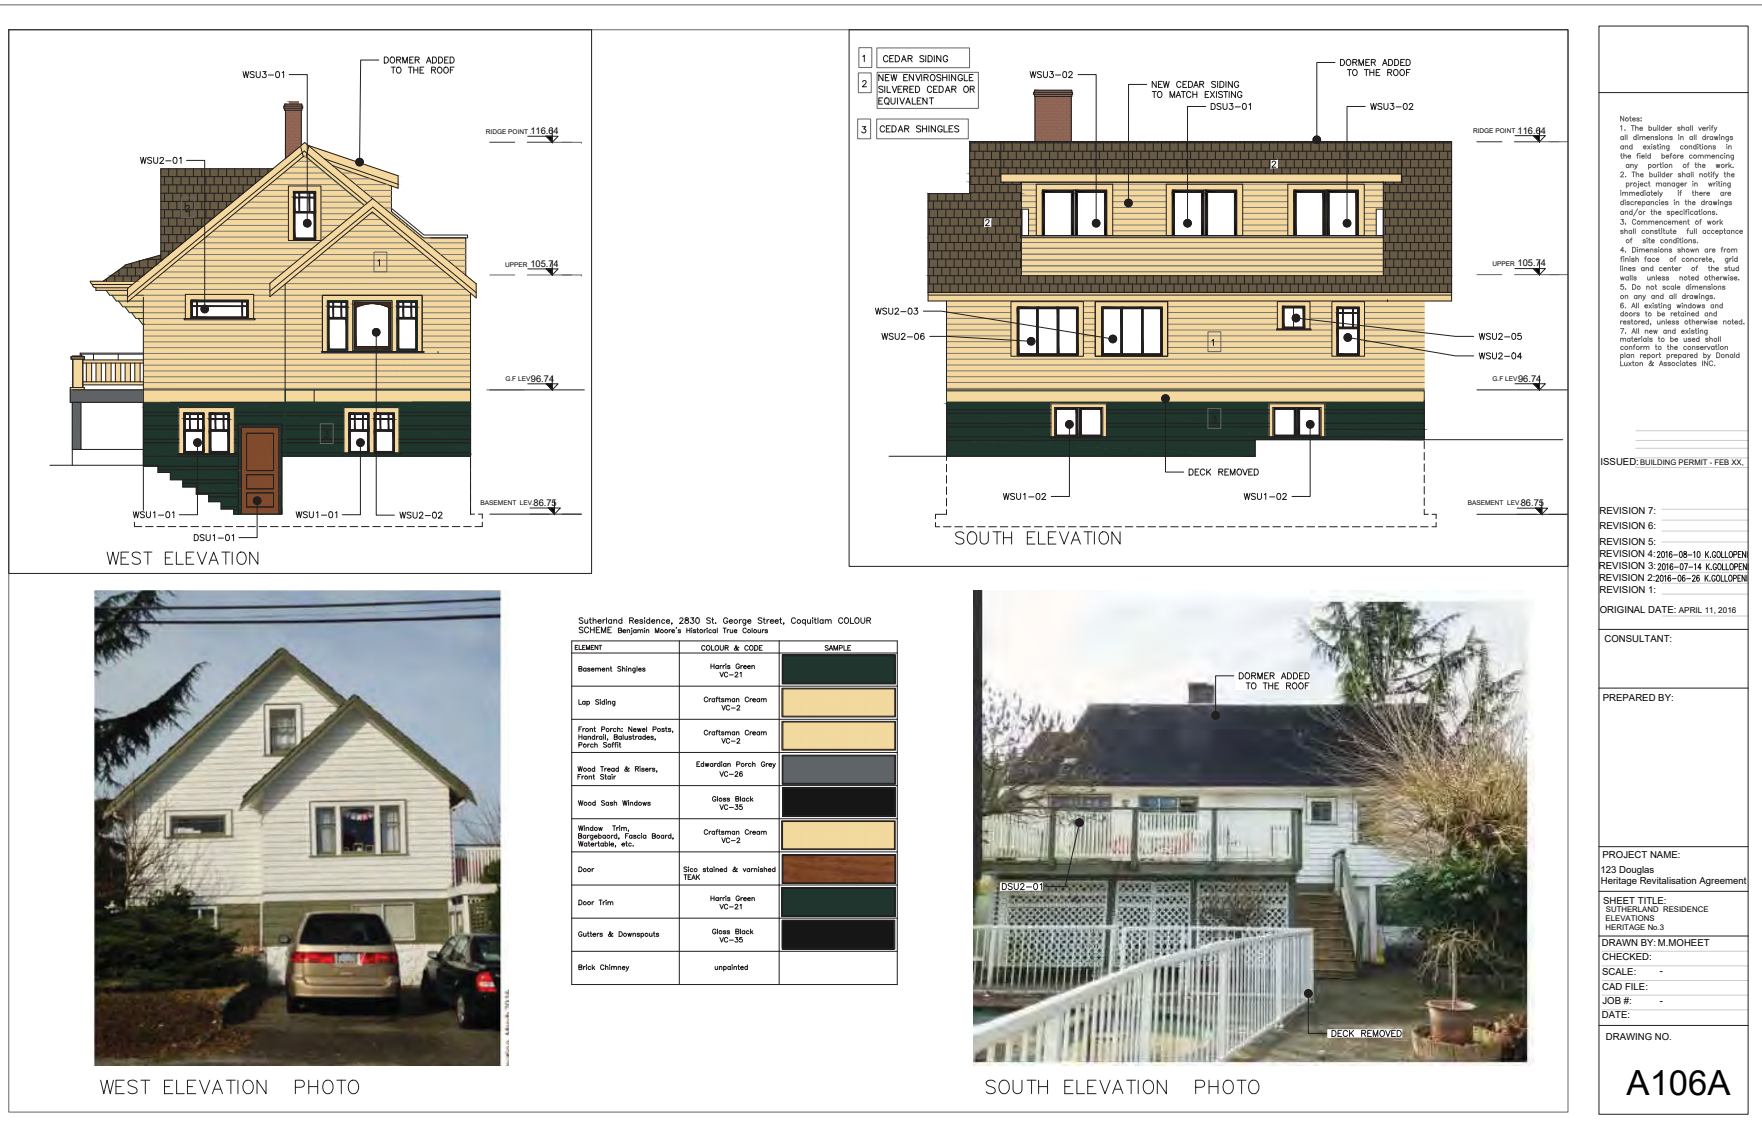 DORMER ADDED
TO THE ROOF
WSU3-01
WSU2-01
RIDGE POINT 116.64
2
1
UPPER 105.74
G.F LEV 96.74
BASEMENT LEV 86.75
WSU1-01
WSU1-01
WSU2-02
DSU1-01
WEST ELEVATION
1 CEDAR SIDING
2 NEW ENVIROSHINGLE
SILVERED CEDAR OR
EQUIVALENT
3 CEDAR SHINGLES
WSU3-02
NEW CEDAR SIDING
TO MATCH EXISTING
DSU3-01
DORMER ADDED
TO THE ROOF
WSU3-02
RIDGE POINT 116.64
2
2
UPPER 105.74
WSU2-03
WSU2-06
1
WSU2-05
WSU2-04
G.F LEV 96.74
DECK REMOVED
WSU1-02
WSU1-02
BASEMENT LEV 86.75
SOUTH ELEVATION
WEST ELEVATION PHOTO
Sutherland Residence, 2830 St. George Street, Coquitlam COLOUR
SCHEME Benjamin Moore's Historical True Colours
ELEMENT COLOUR & CODE SAMPLE
Basement Shingles Harris Green
VC-21
Lap Siding Craftsman Cream
VC-2
Front Porch: Newel Posts,
Handrail, Balustrades,
Porch Soffit
Craftsman Cream
VC-2
Wood Tread & Risers,
Front Stair
Edwardian Porch Grey
VC-26
Wood Sash Windows Gloss Black
VC-35
Window Trim,
Bargebaord, Fascia Board,
Watertable, etc.
Craftsman Cream
VC-2
Door Sico stained & varnished
TEAK
Door Trim Harris Green
VC-21
Gutters & Downspouts Gloss Black
VC-35
Brick Chimney unpainted
DORMER ADDED
TO THE ROOF
DSU2-01
DECK REMOVED
SOUTH ELEVATION PHOTO
Notes:
1. The builder shall verify
all dimensions in all drawings
and existing conditions in
the field before commencing
any portion of the work.
2. The builder shall notify the
project manager in writing
immediately if there are
discrepancies in the drawings
and/or the specifications.
3. Commencement of work
shall constitute full acceptance
of site conditions.
4. Dimensions shown are from
finish face of concrete, grid
lines and center of the stud
walls unless noted otherwise.
5. Do not scale dimensions
on any and all drawings.
6. All existing windows and
doors to be retained and
restored, unless otherwise noted.
7. All new and existing
materials to be used shall
conform to the conservation
plan report prepared by Donald
Luxton & Associates INC.
ISSUED: BUILDING PERMIT - FEB XX,
REVISION 7:
REVISION 6:
REVISION 5:
REVISION 4: 2016-08-10 K.GOLLOPENI
REVISION 3: 2016-07-14 K.GOLLOPEN
REVISION 2: 2016-06-26 K.GOLLOPENI
REVISION 1:
ORIGINAL DATE: APRIL 11, 2016
CONSULTANT:
PREPARED BY:
PROJECT NAME:
123 Douglas
Heritage Revitalisation Agreement
SHEET TITLE:
SUTHERLAND RESIDENCE
ELEVATIONS
HERITAGE No.3
DRAWN BY: M.MOHEET
CHECKED:
SCALE: -
CAD FILE:
JOB #: -
DATE:
DRAWING NO.
A106A